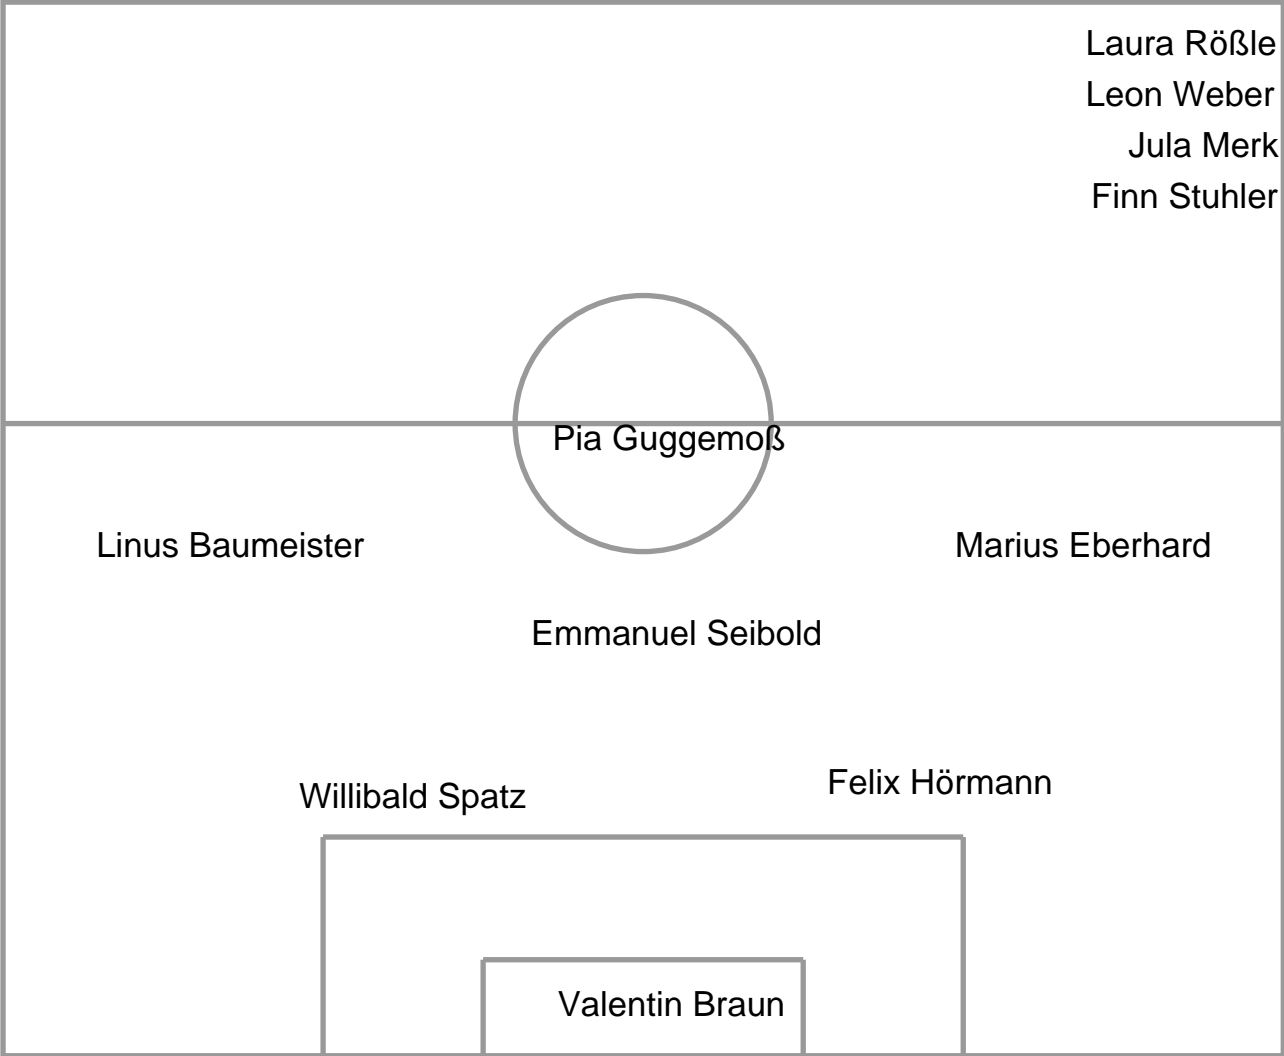 Laura Rößle
Leon Weber
Jula Merk
Finn Stuhler
Pia Guggemoß
Linus Baumeister
Marius Eberhard
Emmanuel Seibold
Willibald Spatz
Felix Hörmann
Valentin Braun